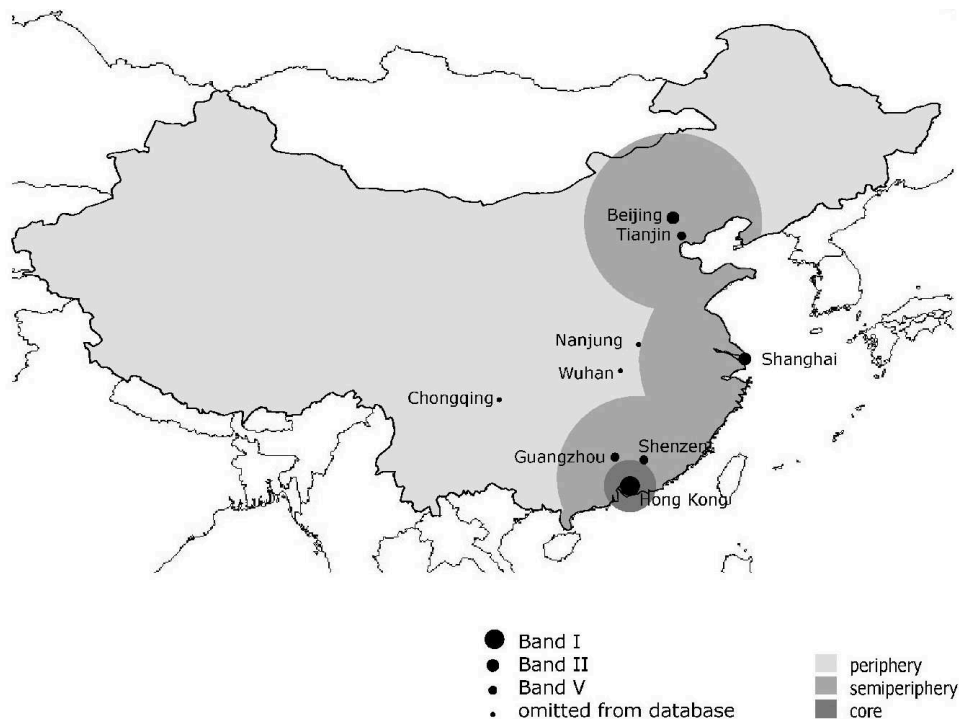 Beijing
Tianjin
Nanjung
Shanghai
Wuhan
Chongqing
Guangzhou
Shenzen
Hong Kong
Band I
Band II
Band V
omitted from database
periphery
semiperiphery
core